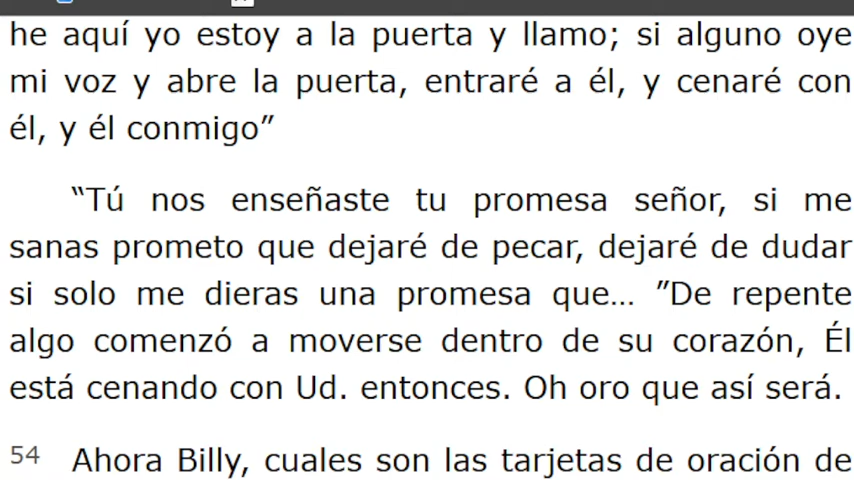 he aquí yo estoy a la puerta y llamo; si alguno oye
mi voz y abre la puerta, entraré a él, y cenaré con
él, y él conmigo”
“Tú nos enseñaste tu promesa señor, si me
sanas prometo que dejaré de pecar, dejaré de dudar
si solo me dieras una promesa que... ”De repente
algo comenzó a moverse dentro de su corazón, Él
está cenando con Ud. entonces. Oh oro que así será.
54 Ahora Billy, cuales son las tarjetas de oración de